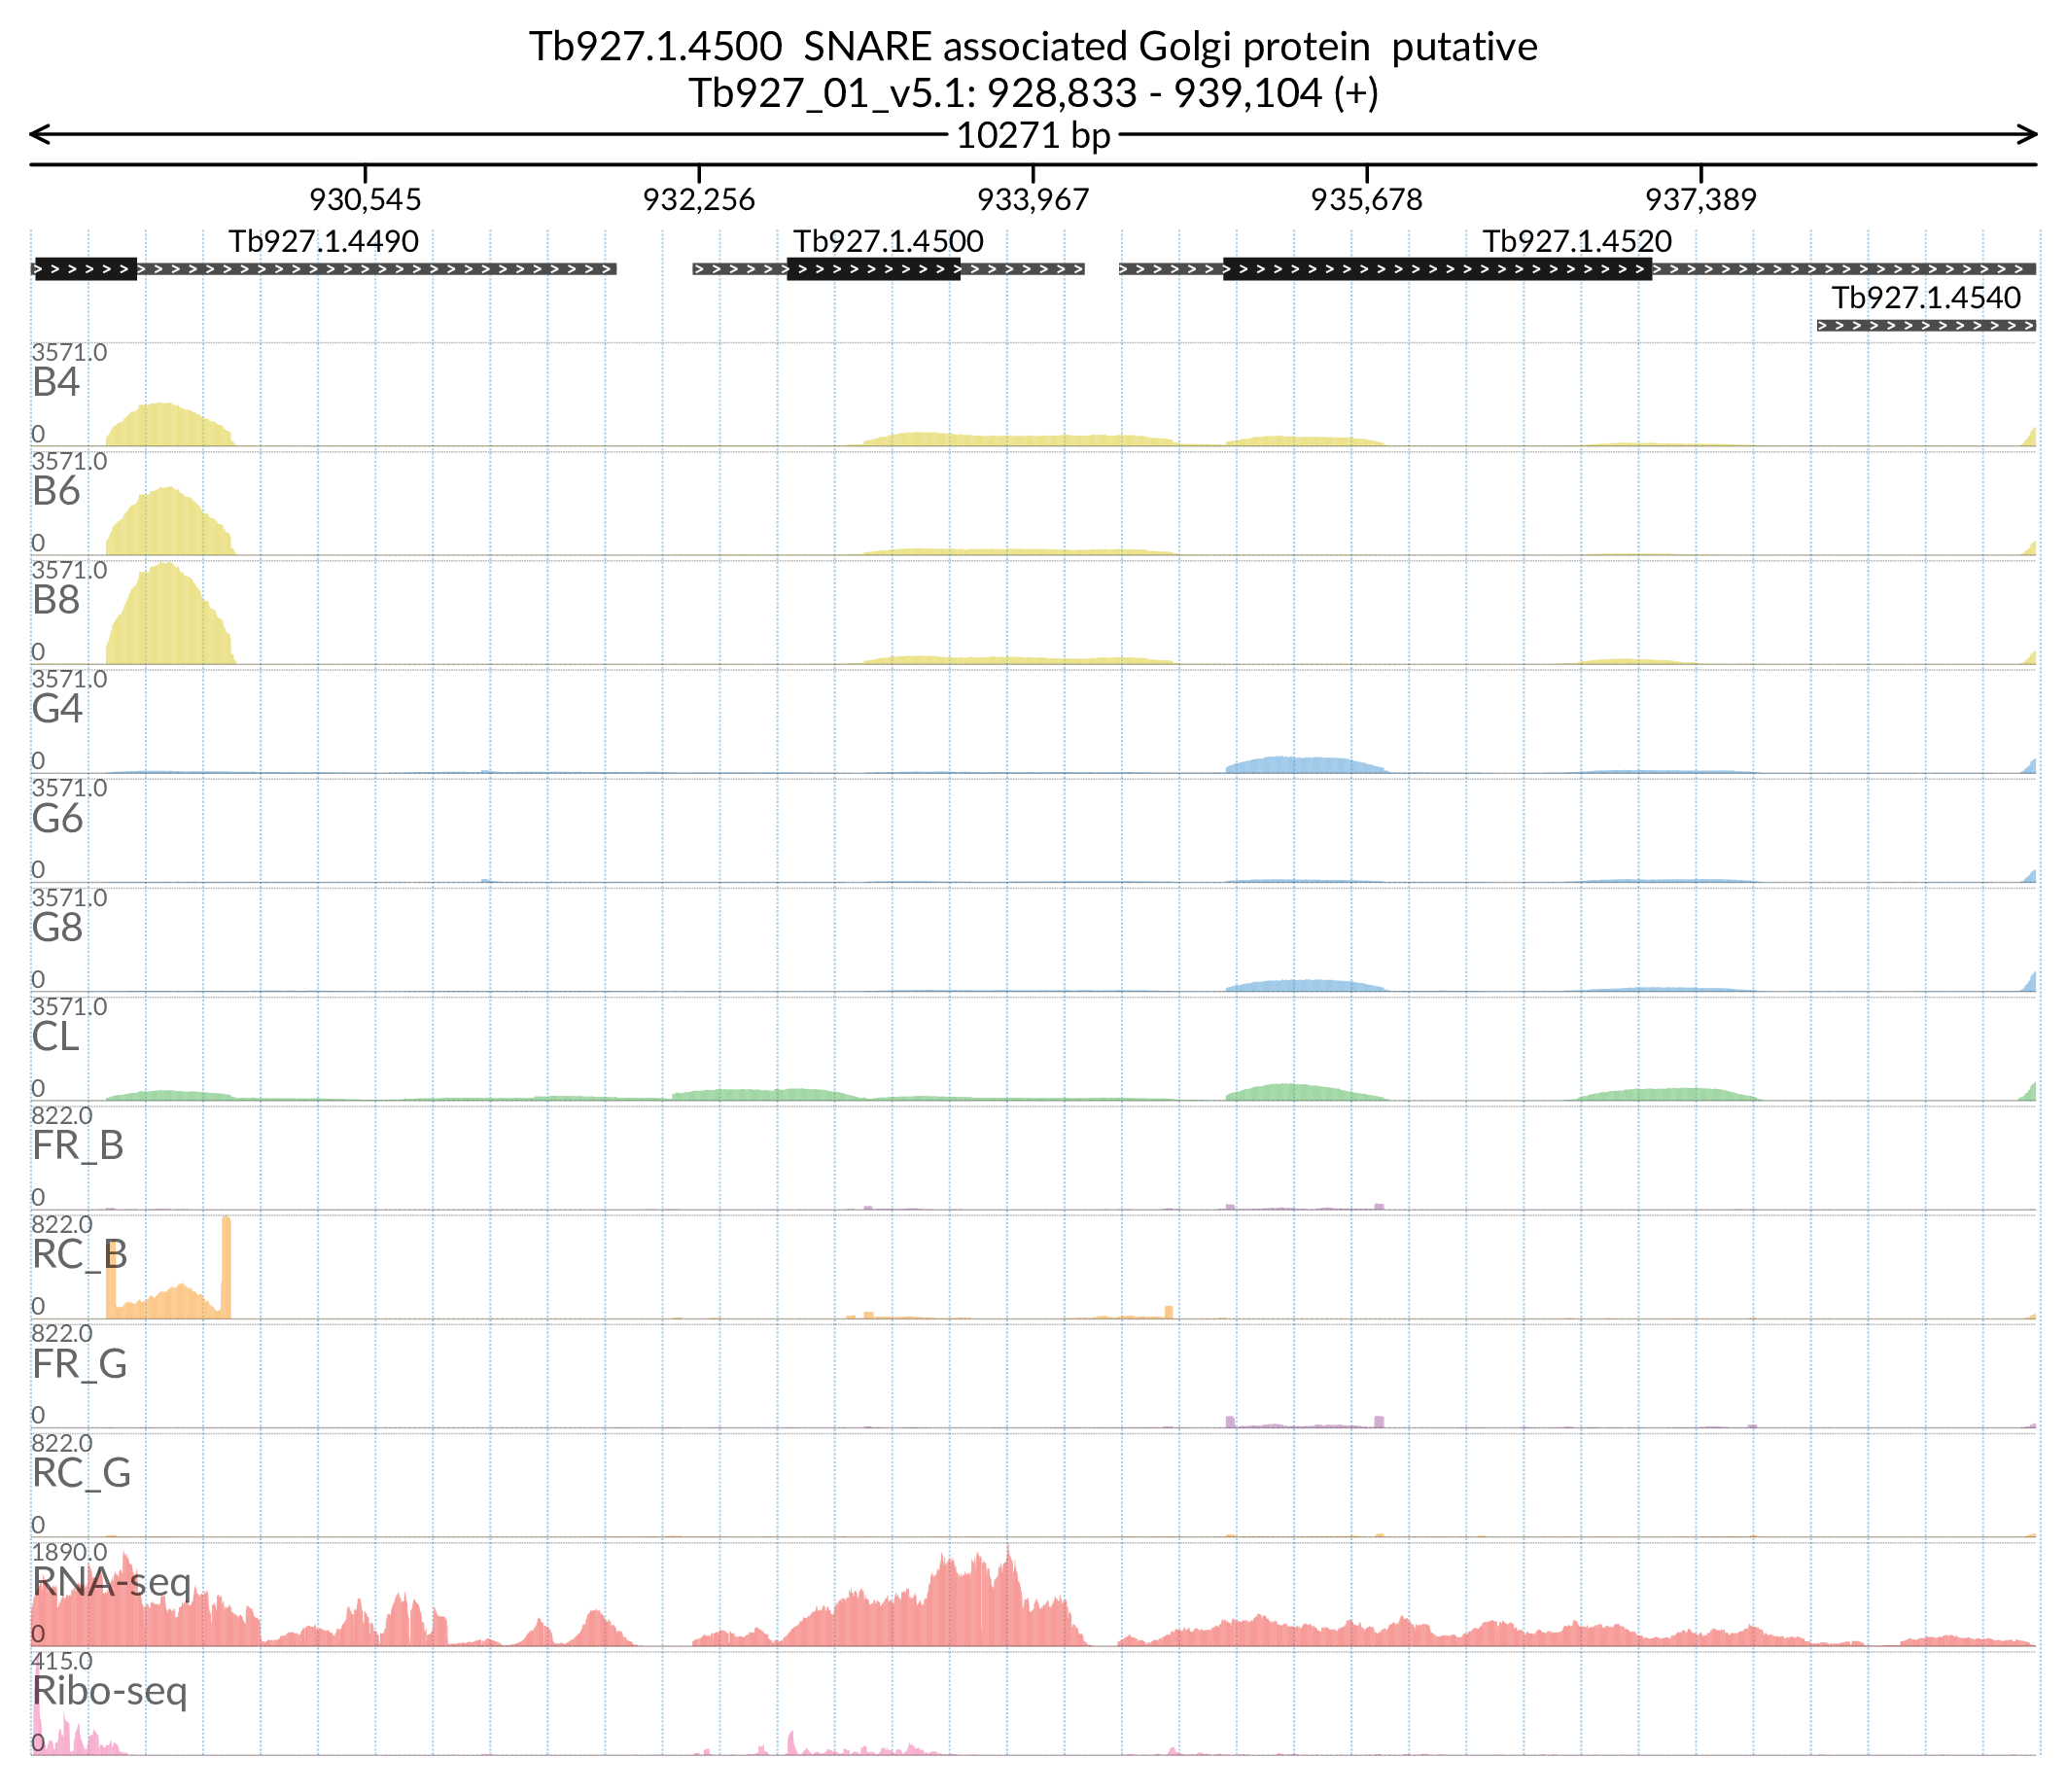 Tb927.1.4500 SNARE associated Golgi protein putative
Tb927_01_v5.1: 928,833 - 939,104 (+)
10271 bp
930,545 932,256 933,967 935,678 937,389
Tb927.1.4490 Tb927.1.4500 Tb927.1.4520
Tb927.1.4540
3571.0
B4
0
3571.0
B6
0
3571.0
B8
0
3571.0
G4
0
3571.0
G6
0
3571.0
G8
0
3571.0
CL
0
822.0
FR_B
0
822.0
RC_B
0
822.0
FR_G
0
822.0
RC_G
0
1890.0
RNA-seq
0
415.0
Ribo-seq
0